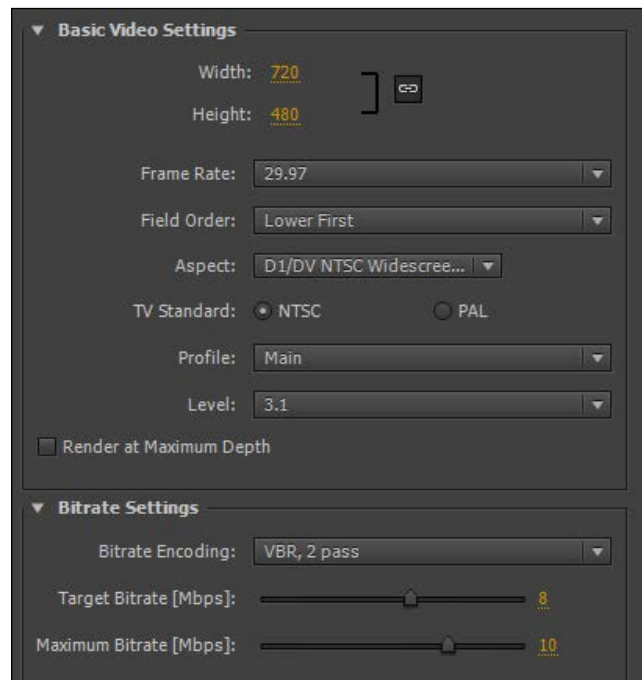 Basic Video Settings
Width: 720
Height: 480
Frame Rate: 29.97
Field Order: Lower First
Aspect: D1/DV NTSC Widescree...
TV Standard: NTSC PAL
Profile: Main
Level: 3.1
Render at Maximum Depth
Bitrate Settings
Bitrate Encoding: VBR, 2 pass
Target Bitrate [Mbps]: 8
Maximum Bitrate [Mbps]: 10